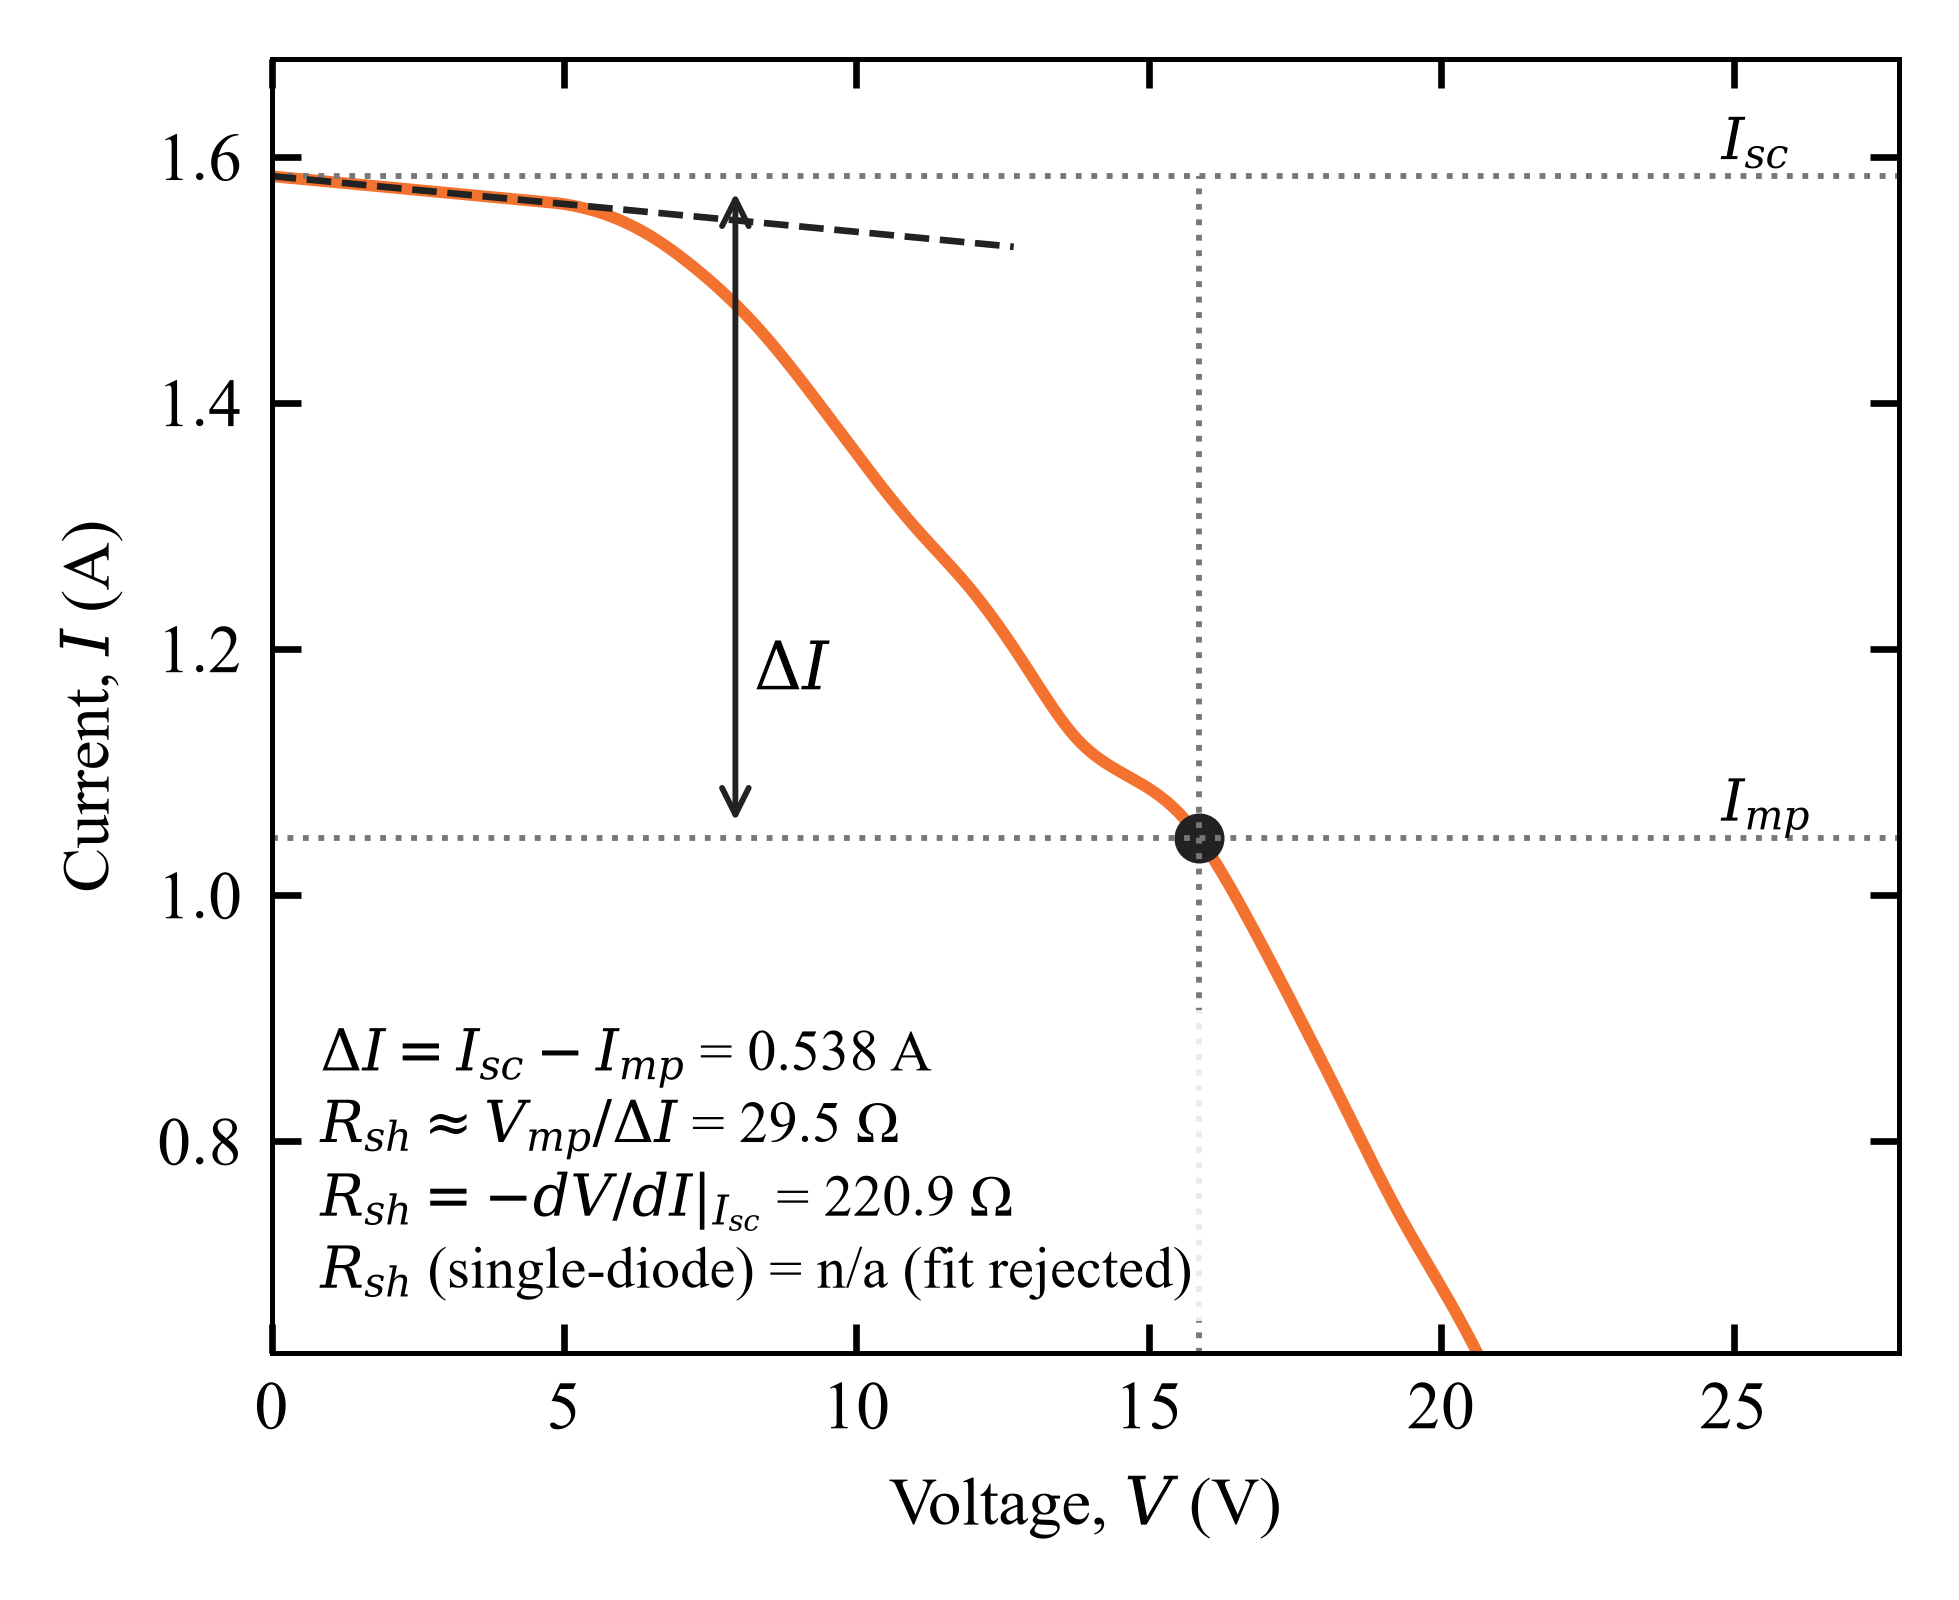 I_sc
1.6
1.4
1.2
1.0
0.8
Current, I (A)
ΔI
I_mp
ΔI = I_sc − I_mp = 0.538 A
R_sh ≈ V_mp/ΔI = 29.5 Ω
R_sh = −dV/dI|_I_sc = 220.9 Ω
R_sh (single-diode) = n/a (fit rejected)
0 5 10 15 20 25
Voltage, V (V)